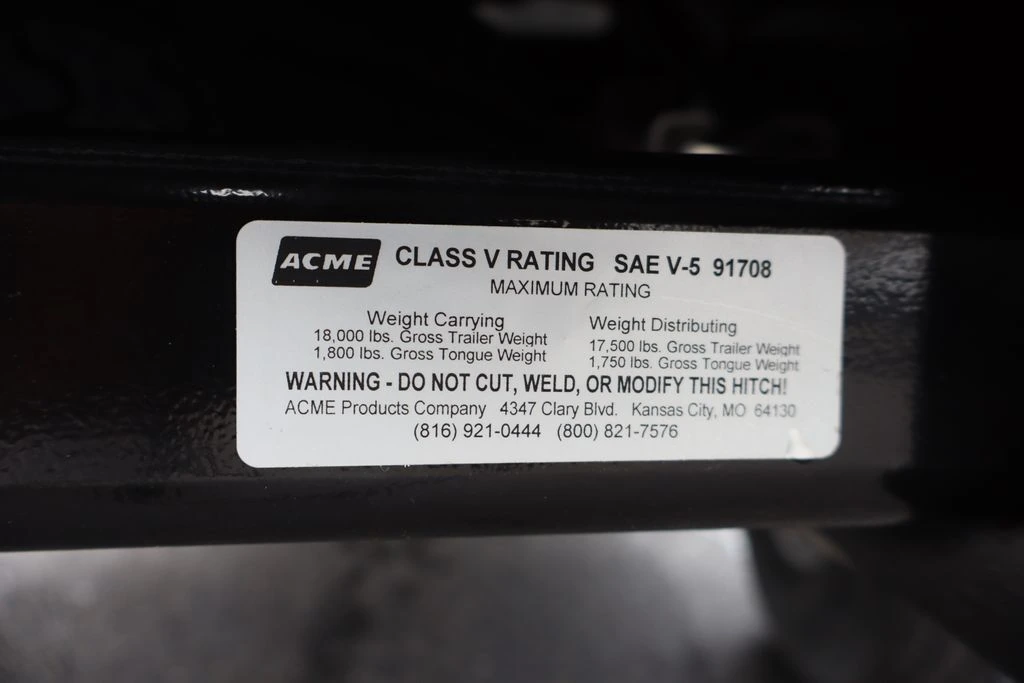 ACME CLASS V RATING SAE V-5 91708
MAXIMUM RATING
Weight Carrying
18,000 lbs. Gross Trailer Weight
1,800 lbs. Gross Tongue Weight
Weight Distributing
17,500 lbs. Gross Trailer Weight
1,750 lbs. Gross Tongue Weight
WARNING - DO NOT CUT, WELD, OR MODIFY THIS HITCH!
ACME Products Company 4347 Clary Blvd. Kansas City, MO 64130
(816) 921-0444 (800) 821-7576